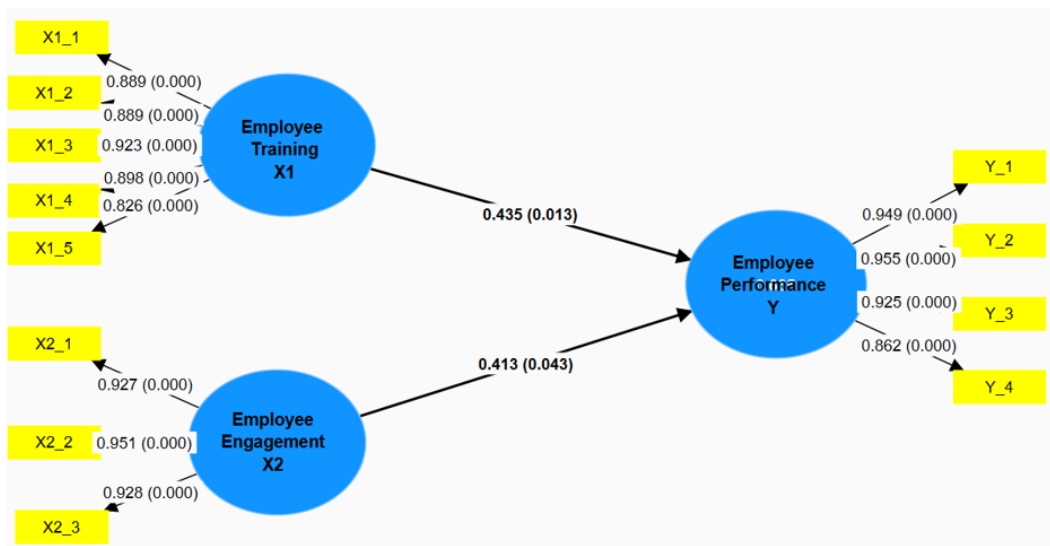 X1_1
0.889 (0.000)
X1_2
0.889 (0.000)
X1_3
0.923 (0.000)
X1_4
0.898 (0.000)
0.826 (0.000)
X1_5
Employee
Training
X1
0.435 (0.013)
X2_1
0.927 (0.000)
X2_2
0.951 (0.000)
0.928 (0.000)
X2_3
Employee
Engagement
X2
0.413 (0.043)
Employee
Performance
Y
Y_1
0.949 (0.000)
Y_2
0.955 (0.000)
0.925 (0.000)
Y_3
0.862 (0.000)
Y_4